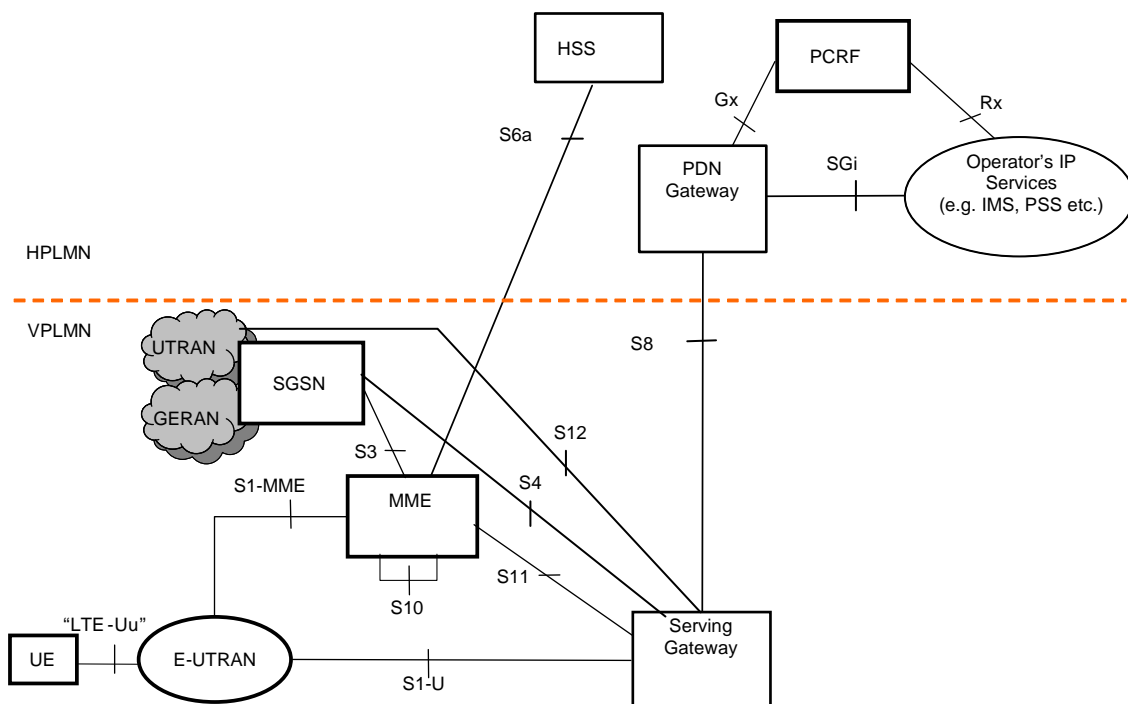 HSS
PCRF
Gx
Rx
S6a
PDN
Gateway
SGi
Operator's IP
Services
(e.g. IMS, PSS etc.)
HPLMN
VPLMN
UTRAN
S8
SGSN
GERAN
S3
S12
S1-MME
MME
S4
S11
S10
"LTE-Uu"
UE
E-UTRAN
S1-U
Serving
Gateway